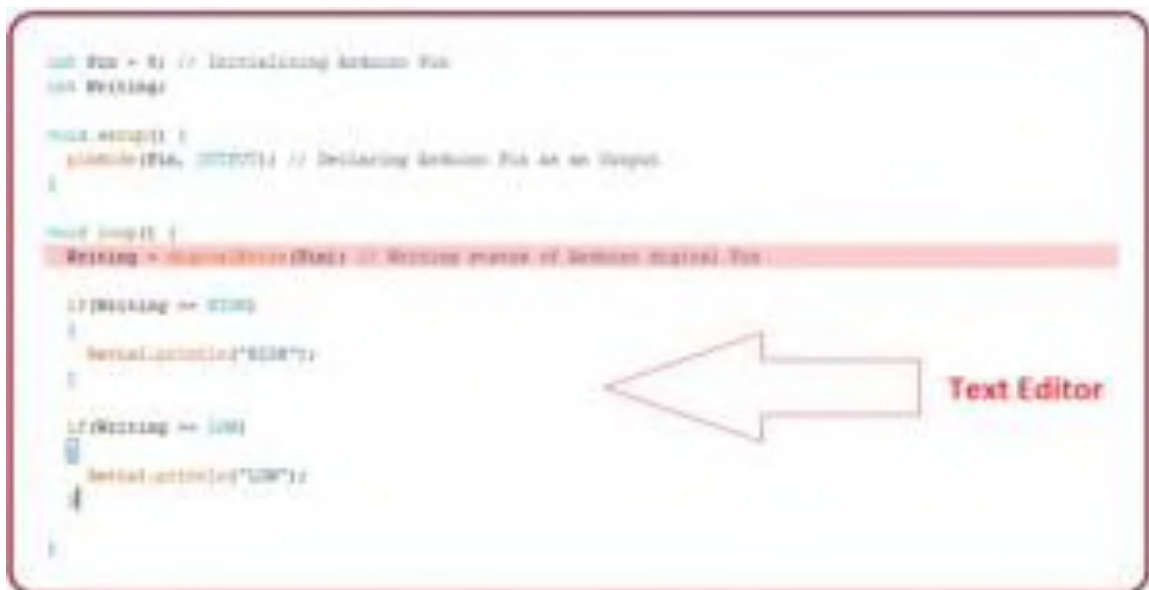 int Pin = ; // Initializing Arduino Pin
int Writing;
void setup() {
pinMode(Pin, OUTPUT); // Declaring Arduino Pin as an Output
}
void loop() {
Writing = (Pin); // Writing status of Arduino digital Pin
if(Writing == HIGH)
{
Serial.println("HIGH");
}
if(Writing == LOW)
{
Serial.println("LOW");
}
}
Text Editor